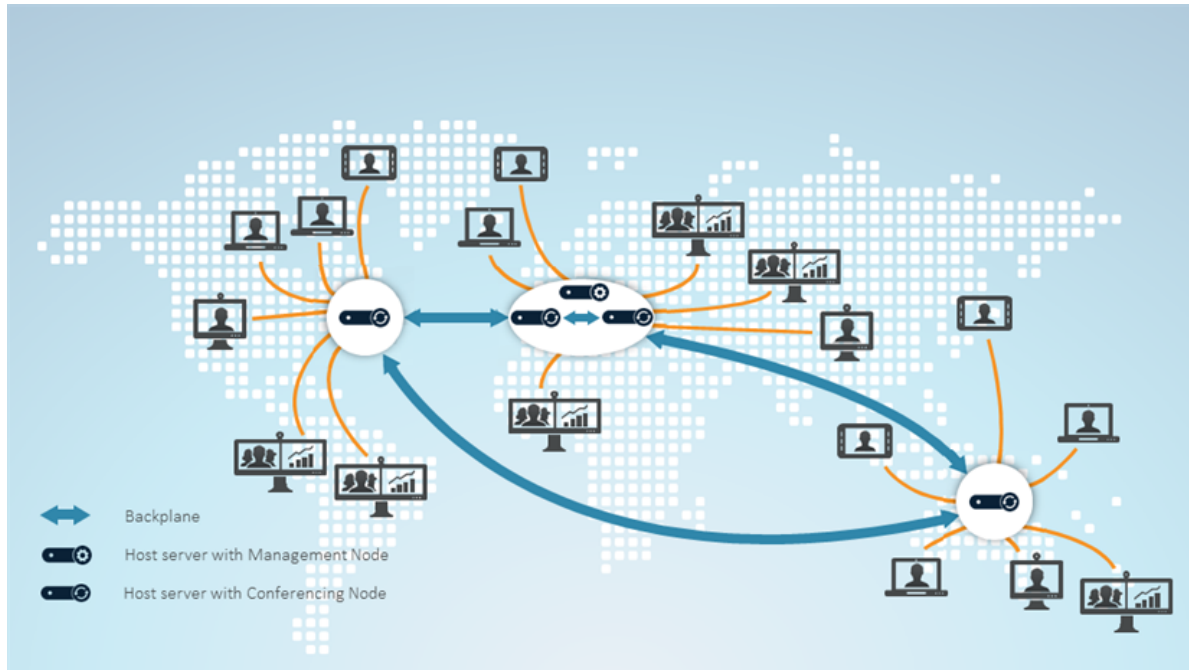 Backplane
Host server with Management Node
Host server with Conferencing Node